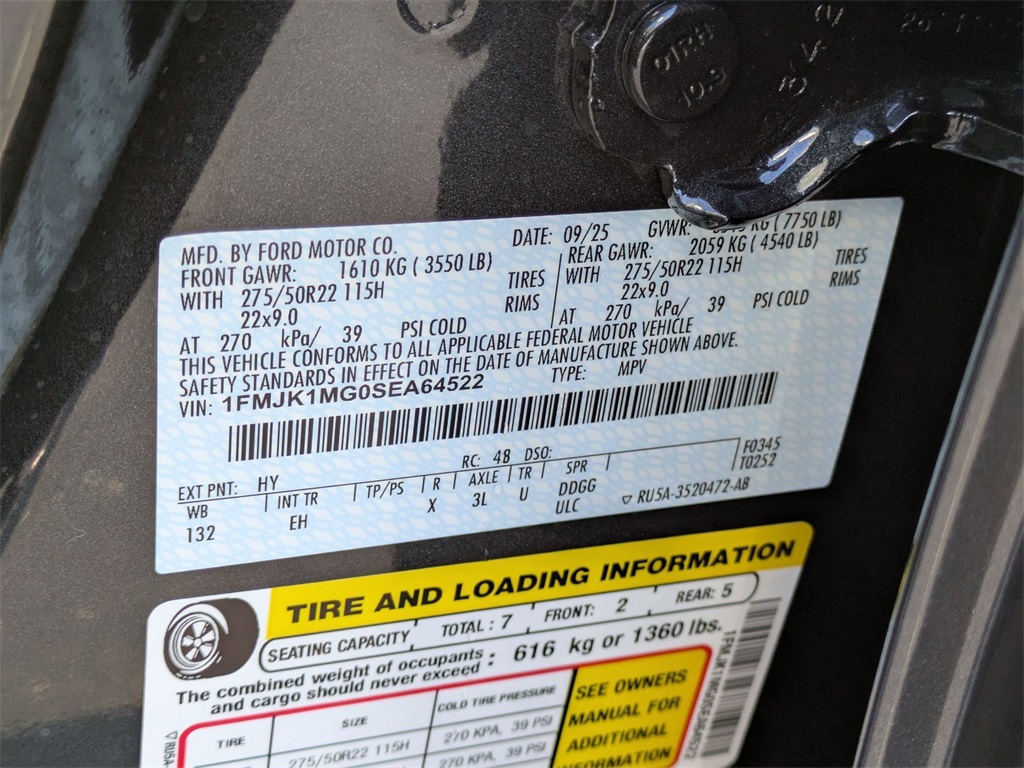 MFD. BY FORD MOTOR CO.
DATE: 09/25 GVWR: KG ( 7750 LB)
FRONT GAWR: 1610 KG ( 3550 LB) REAR GAWR: 2059 KG ( 4540 LB)
WITH 275/50R22 115H TIRES WITH 275/50R22 115H TIRES
22x9.0 RIMS 22x9.0 RIMS
AT 270 kPa/ 39 PSI COLD AT 270 kPa/ 39 PSI COLD
THIS VEHICLE CONFORMS TO ALL APPLICABLE FEDERAL MOTOR VEHICLE
SAFETY STANDARDS IN EFFECT ON THE DATE OF MANUFACTURE SHOWN ABOVE.
VIN: 1FMJK1MG0SEA64522 TYPE: MPV
EXT PNT: HY RC: 48 DSO: F0345
WB INT TR TP/PS R AXLE TR SPR T0252
132 EH X 3L U DDGG
ULC ▽ RU5A-3520472-AB
TIRE AND LOADING INFORMATION
SEATING CAPACITY TOTAL : 7 FRONT: 2 REAR: 5
The combined weight of occupants
and cargo should never exceed : 616 kg or 1360 lbs.
TIRE SIZE COLD TIRE PRESSURE
275/50R22 115H 270 KPA, 39 PSI
270 KPA, 39 PSI
SEE OWNERS
MANUAL FOR
ADDITIONAL
INFORMATION
1FMJK1MG0SEA64522
▽ RU5A